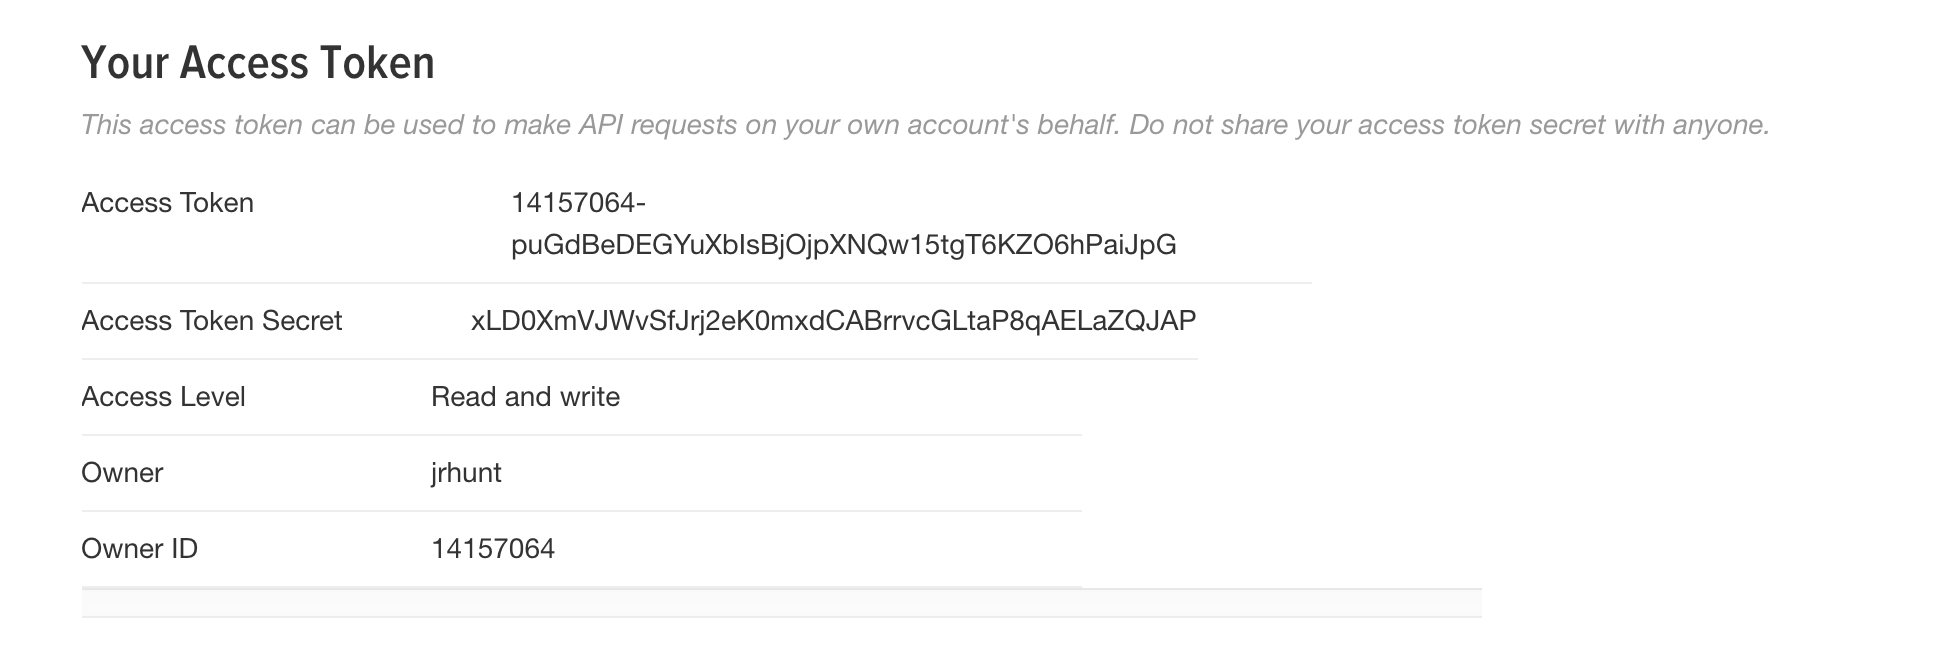 Your Access Token
This access token can be used to make API requests on your own account's behalf. Do not share your access token secret with anyone.
Access Token 14157064-
puGdBeDEGYuXbIsBjOjpXNQw15tgT6KZO6hPaiJpG
Access Token Secret xLD0XmVJWvSfJrj2eK0mxdCABrrvcGLtaP8qAELaZQJAP
Access Level Read and write
Owner jrhunt
Owner ID 14157064